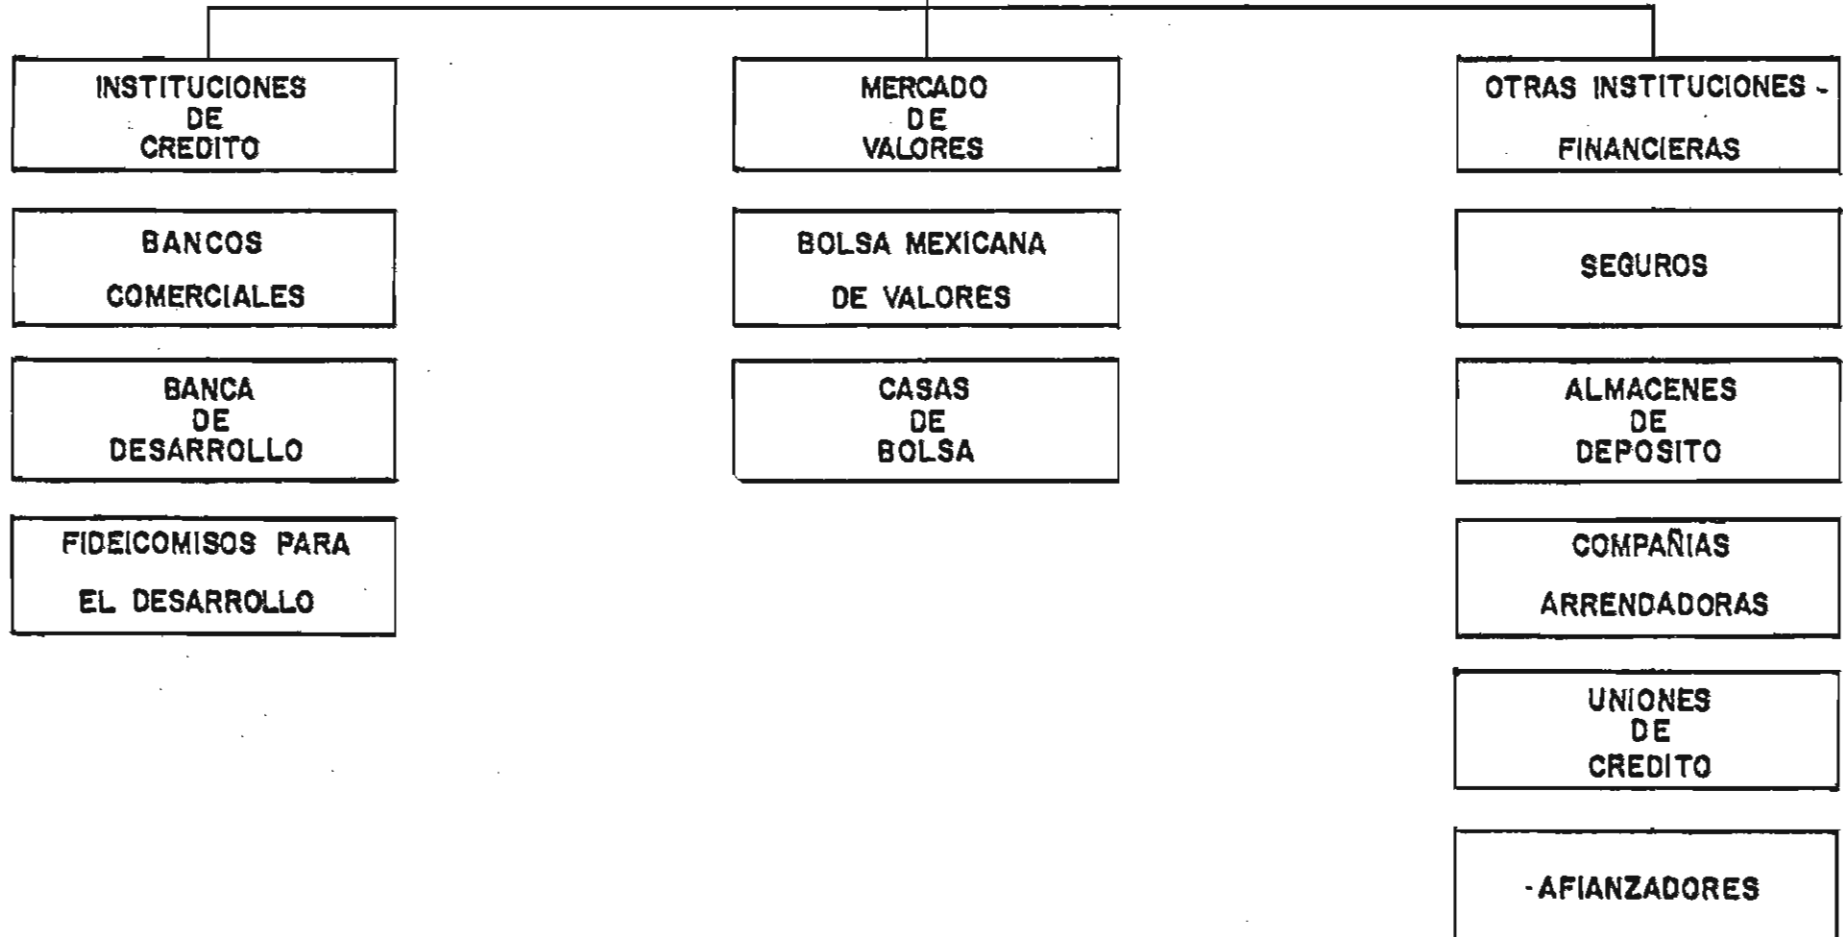 INSTITUCIONES
DE
CREDITO
BANCOS
COMERCIALES
BANCA
DE
DESARROLLO
FIDEICOMISOS PARA
EL DESARROLLO
MERCADO
DE
VALORES
BOLSA MEXICANA
DE VALORES
CASAS
DE
BOLSA
OTRAS INSTITUCIONES -
FINANCIERAS
SEGUROS
ALMACENES
DE
DEPOSITO
COMPAÑIAS
ARRENDADORAS
UNIONES
DE
CREDITO
-AFIANZADORES